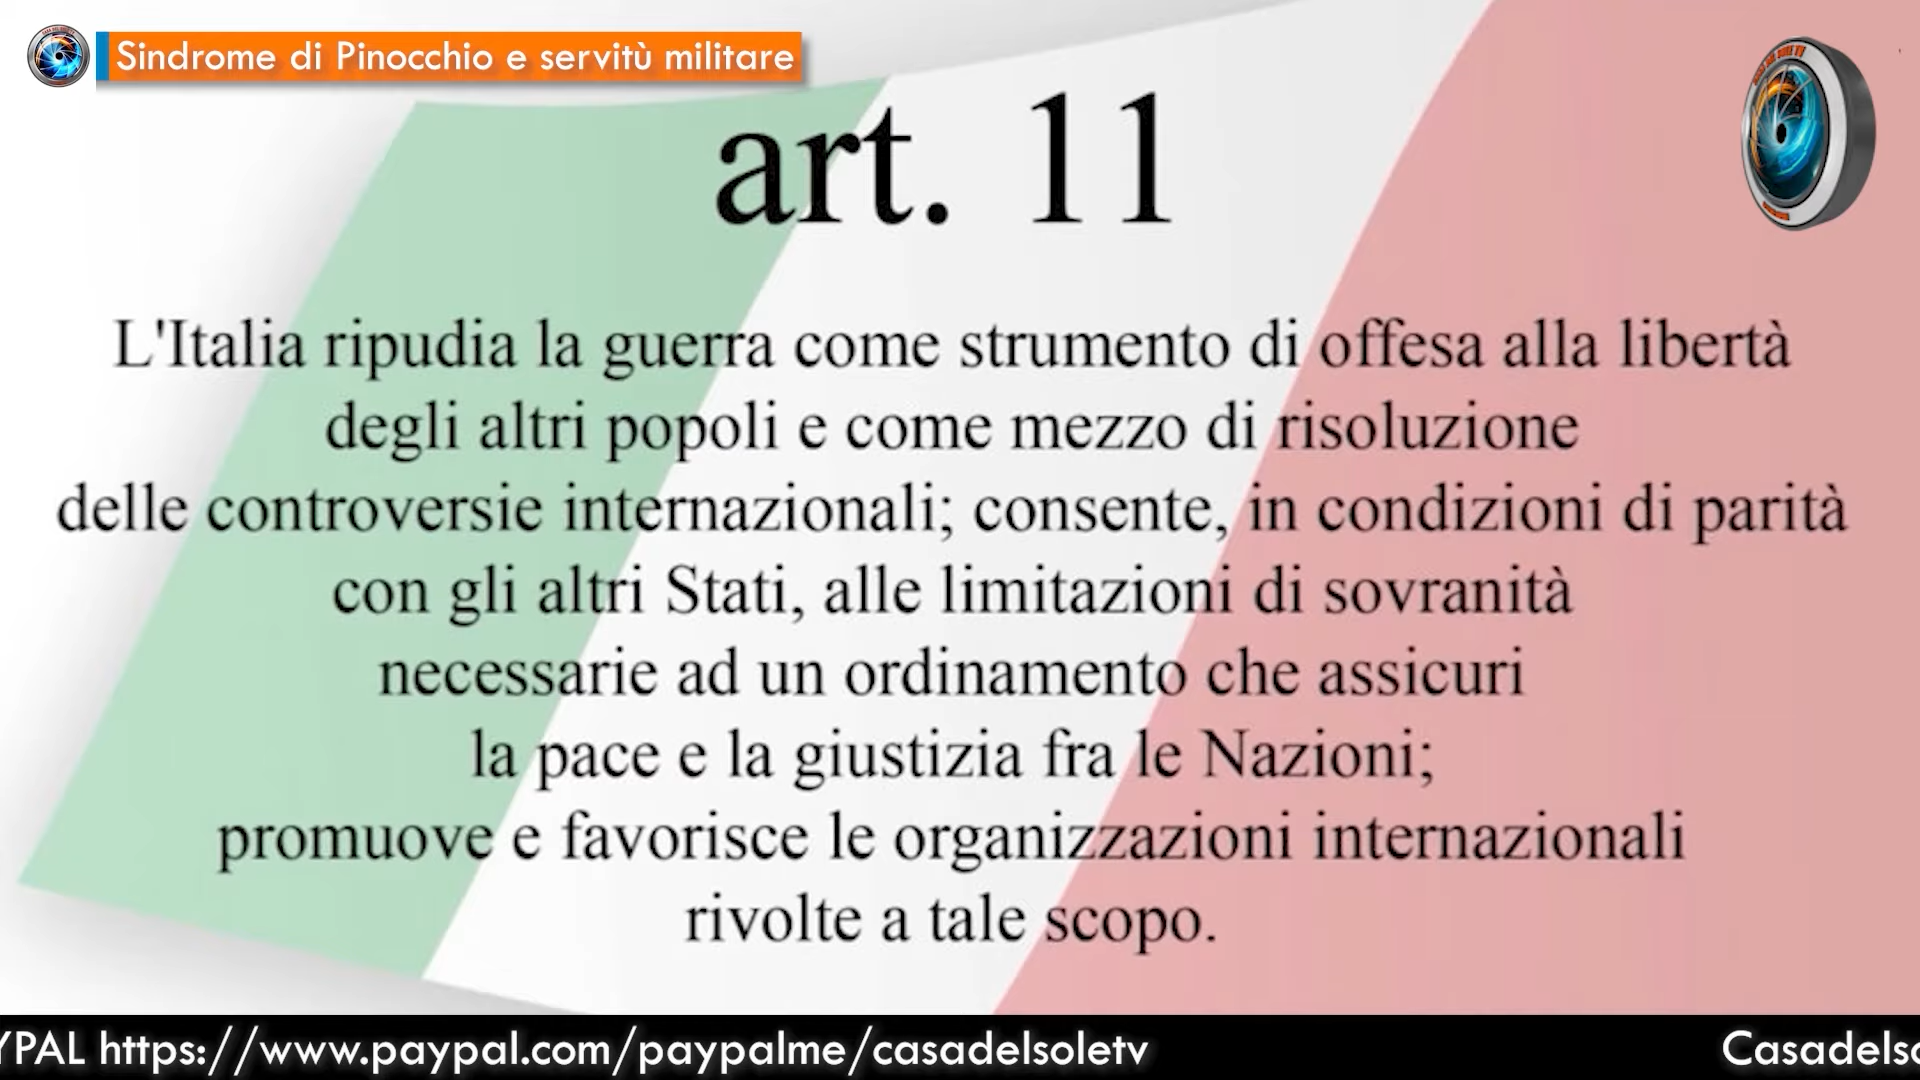 Sindrome di Pinocchio e servitù militare
art. 11
L'Italia ripudia la guerra come strumento di offesa alla libertà
degli altri popoli e come mezzo di risoluzione
delle controversie internazionali; consente, in condizioni di parità
con gli altri Stati, alle limitazioni di sovranità
necessarie ad un ordinamento che assicuri
la pace e la giustizia fra le Nazioni;
promuove e favorisce le organizzazioni internazionali
rivolte a tale scopo.
YPAL https://www.paypal.com/paypalme/casadelsoletv Casadelso